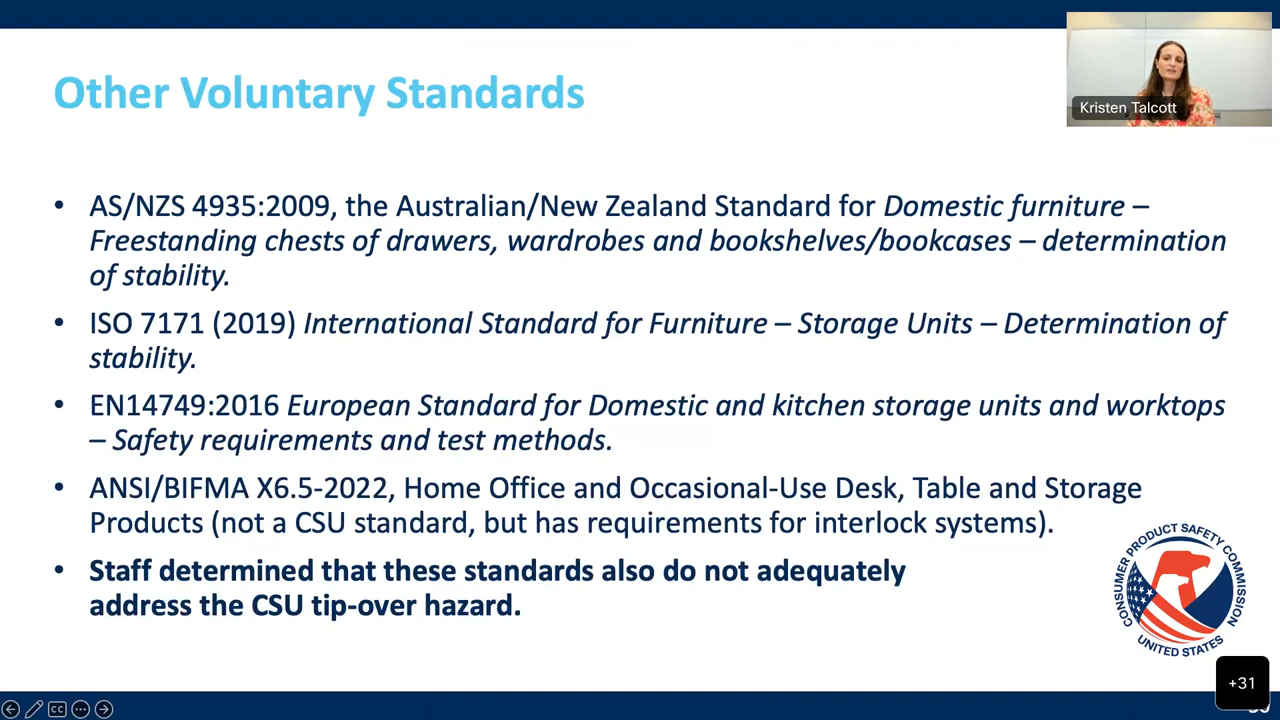 Other Voluntary Standards
Kristen Talcott
• AS/NZS 4935:2009, the Australian/New Zealand Standard for Domestic furniture –
Freestanding chests of drawers, wardrobes and bookshelves/bookcases – determination
of stability.
• ISO 7171 (2019) International Standard for Furniture – Storage Units – Determination of
stability.
• EN14749:2016 European Standard for Domestic and kitchen storage units and worktops
– Safety requirements and test methods.
• ANSI/BIFMA X6.5-2022, Home Office and Occasional-Use Desk, Table and Storage
Products (not a CSU standard, but has requirements for interlock systems).
• Staff determined that these standards also do not adequately
address the CSU tip-over hazard.
CONSUMER PRODUCT SAFETY COMMISSION
UNITED STATES
+31
CC